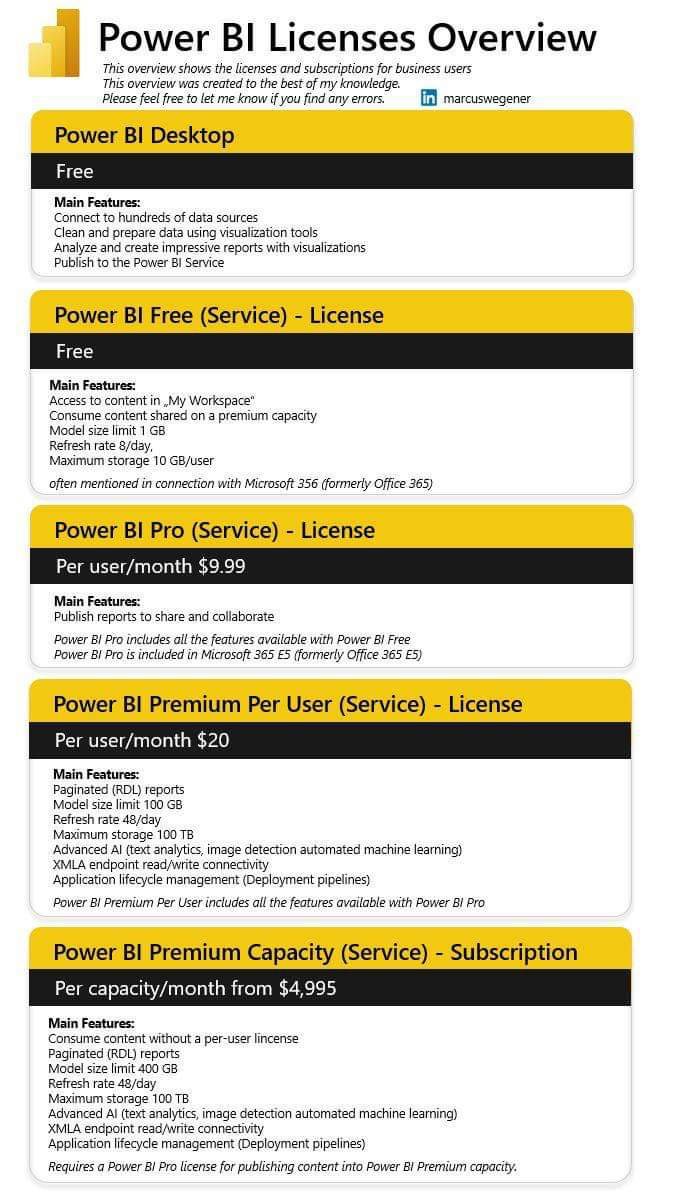 Power BI Licenses Overview
This overview shows the licenses and subscriptions for business users
This overview was created to the best of my knowledge.
Please feel free to let me know if you find any errors. in marcuswegener
Power BI Desktop
Free
Main Features:
Connect to hundreds of data sources
Clean and prepare data using visualization tools
Analyze and create impressive reports with visualizations
Publish to the Power BI Service
Power BI Free (Service) - License
Free
Main Features:
Access to content in „My Workspace“
Consume content shared on a premium capacity
Model size limit 1 GB
Refresh rate 8/day,
Maximum storage 10 GB/user
often mentioned in connection with Microsoft 356 (formerly Office 365)
Power BI Pro (Service) - License
Per user/month $9.99
Main Features:
Publish reports to share and collaborate
Power BI Pro includes all the features available with Power BI Free
Power BI Pro is included in Microsoft 365 E5 (formerly Office 365 E5)
Power BI Premium Per User (Service) - License
Per user/month $20
Main Features:
Paginated (RDL) reports
Model size limit 100 GB
Refresh rate 48/day
Maximum storage 100 TB
Advanced AI (text analytics, image detection automated machine learning)
XMLA endpoint read/write connectivity
Application lifecycle management (Deployment pipelines)
Power BI Premium Per User includes all the features available with Power BI Pro
Power BI Premium Capacity (Service) - Subscription
Per capacity/month from $4,995
Main Features:
Consume content without a per-user lincense
Paginated (RDL) reports
Model size limit 400 GB
Refresh rate 48/day
Maximum storage 100 TB
Advanced AI (text analytics, image detection automated machine learning)
XMLA endpoint read/write connectivity
Application lifecycle management (Deployment pipelines)
Requires a Power BI Pro license for publishing content into Power BI Premium capacity.